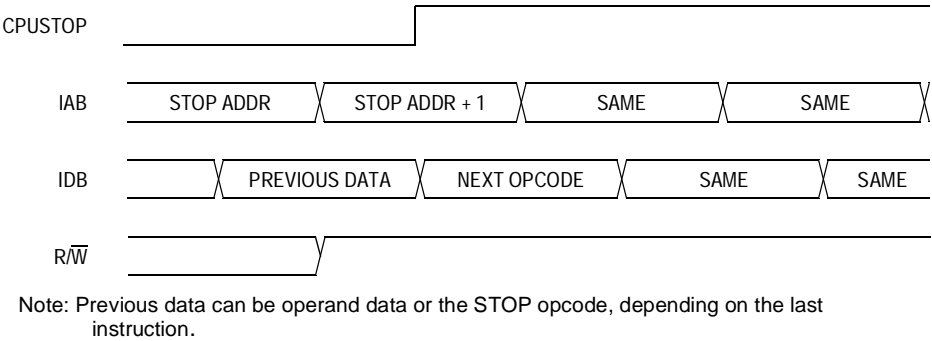 CPUSTOP
IAB STOP ADDR STOP ADDR + 1 SAME SAME
IDB PREVIOUS DATA NEXT OPCODE SAME SAME
R/W̅
Note: Previous data can be operand data or the STOP opcode, depending on the last
instruction.